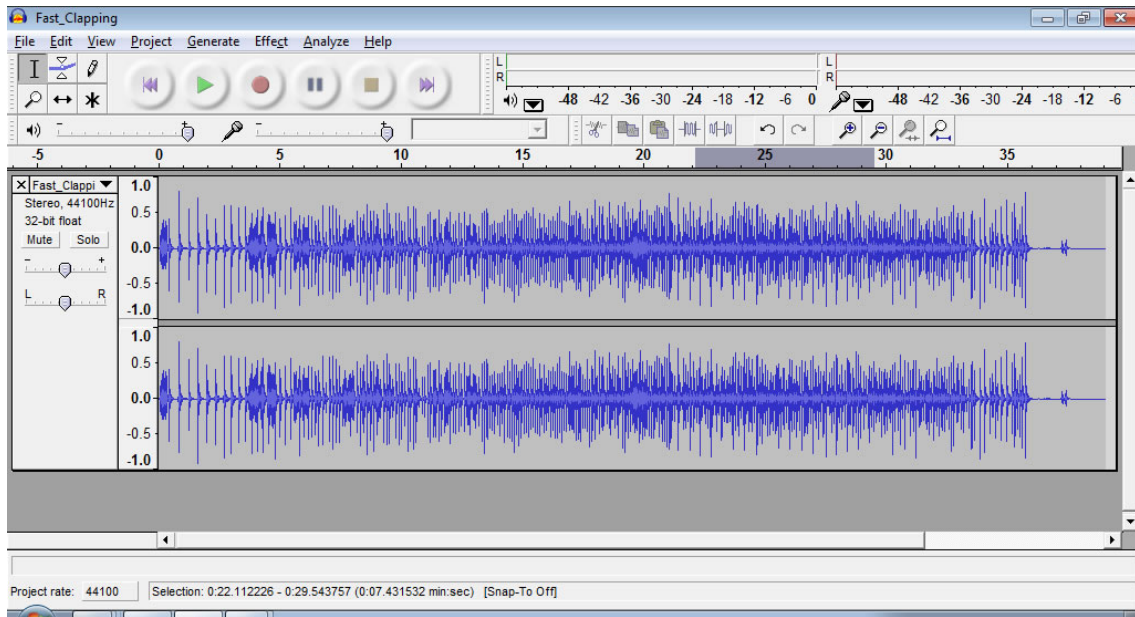 Fast_Clapping
File Edit View Project Generate Effect Analyze Help
L
R
-48 -42 -36 -30 -24 -18 -12 -6 0
L
R
-48 -42 -36 -30 -24 -18 -12 -6
-5 0 5 10 15 20 25 30 35
Fast_Clappi
Stereo, 44100Hz
32-bit float
Mute Solo
- +
L R
1.0
0.5
0.0
-0.5
-1.0
1.0
0.5
0.0
-0.5
-1.0
Project rate: 44100 Selection: 0:22.112226 - 0:29.543757 (0:07.431532 min:sec) [Snap-To Off]